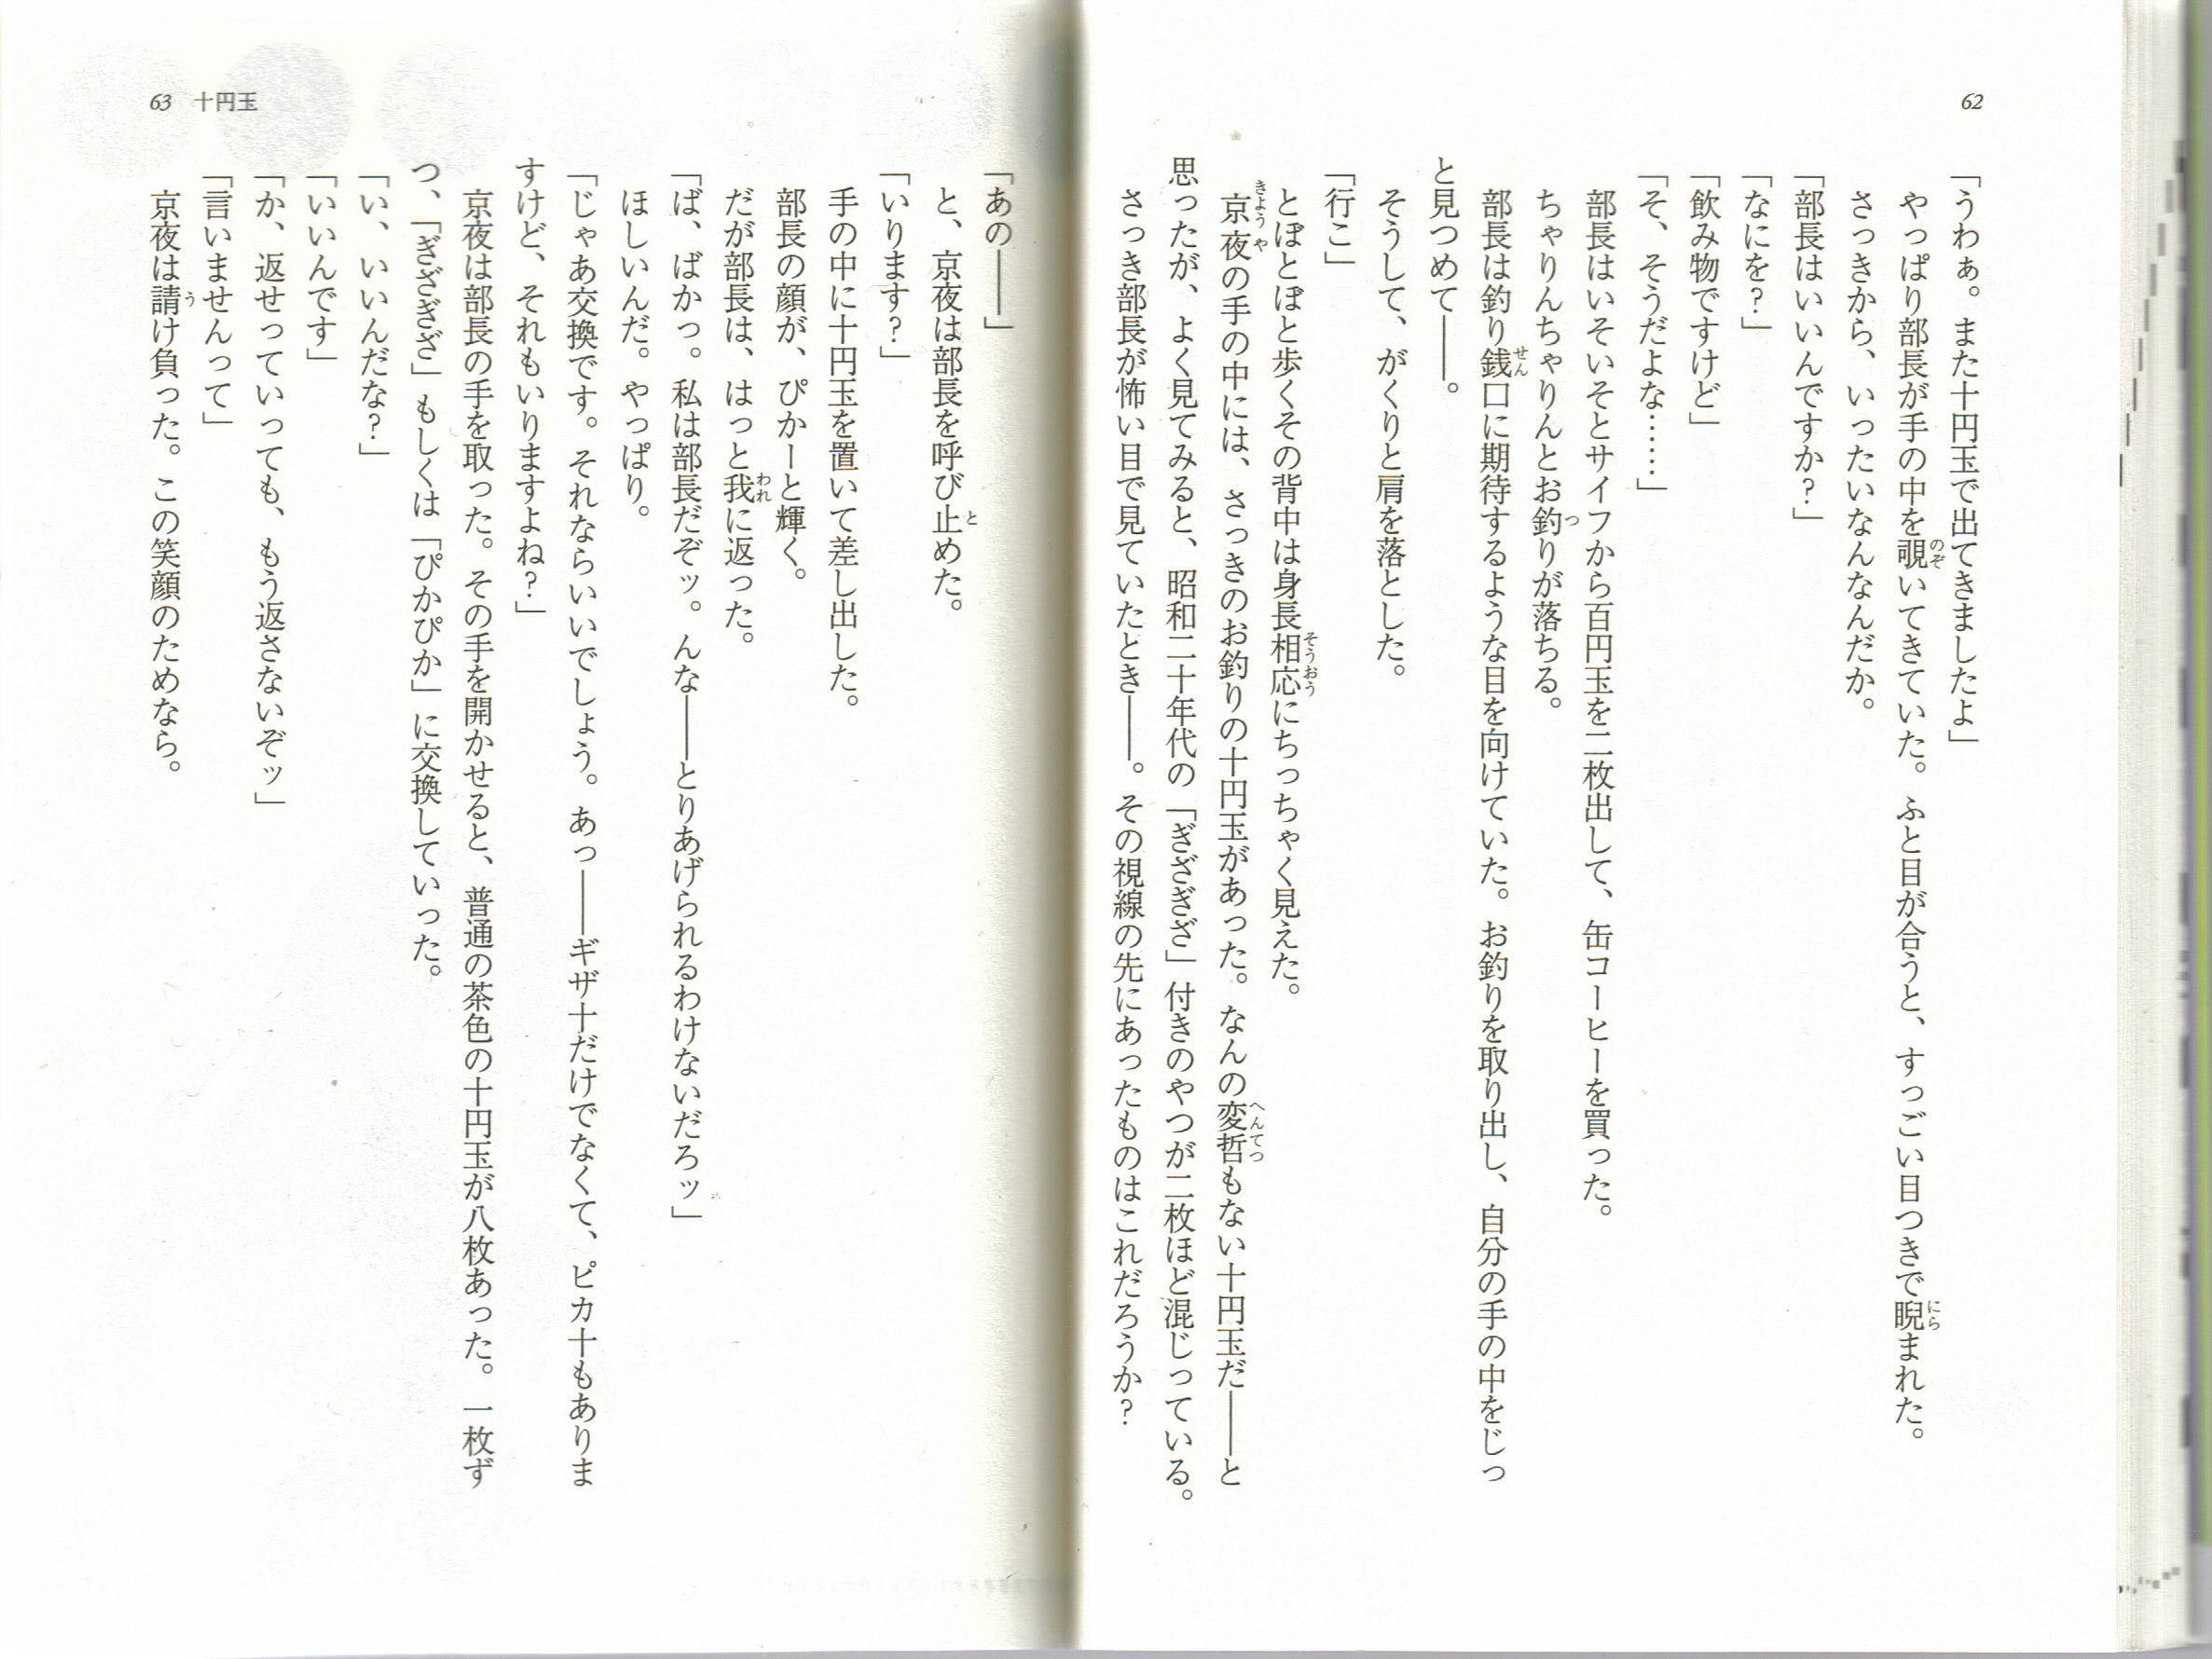 62
「うわぁ。また十円玉で出てきましたよ」
やっぱり部長が手の中を覗いてきていた。ふと目が合うと、すっごい目つきで睨まれた。
さっきから、いったいなんなんだか。
「部長はいいんですか？」
「なにを？」
「飲み物ですけど」
「そ、そうだよな……」
部長はいそいそとサイフから百円玉を二枚出して、缶コーヒーを買った。
ちゃりんちゃりんとお釣りが落ちる。
部長は釣り銭口に期待するような目を向けていた。お釣りを取り出し、自分の手の中をじっ
と見つめて――。
そうして、がくりと肩を落とした。
「行こ」
とぼとぼと歩くその背中は身長相応にちっちゃく見えた。
京夜の手の中には、さっきのお釣りの十円玉があった。なんの変哲もない十円玉だ――と
思ったが、よく見てみると、昭和二十年代の「ぎざぎざ」付きのやつが二枚ほど混じっている。
さっき部長が怖い目で見ていたとき――。その視線の先にあったものはこれだろうか？
63 十円玉
「あの――」
と、京夜は部長を呼び止めた。
「いります？」
手の中に十円玉を置いて差し出した。
部長の顔が、ぴかーと輝く。
だが部長は、はっと我に返った。
「ば、ばかっ。私は部長だぞッ。んな――とりあげられるわけないだろッ」
ほしいんだ。やっぱり。
「じゃあ交換です。それならいいでしょう。あっ――ギザ十だけでなくて、ピカ十もありま
すけど、それもいりますよね？」
京夜は部長の手を取った。その手を開かせると、普通の茶色の十円玉が八枚あった。一枚ず
つ、「ぎざぎざ」もしくは「ぴかぴか」に交換していった。
「い、いいんだな？」
「いいんです」
「か、返せっていっても、もう返さないぞッ」
「言いませんって」
京夜は請け負った。この笑顔のためなら。